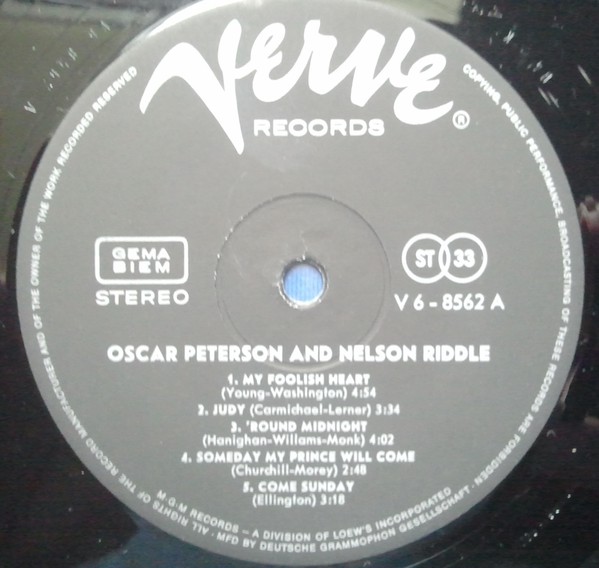 Verve
RECORDS
®
GEMA
BIEM
STEREO
ST 33
V 6 - 8562 A
OSCAR PETERSON AND NELSON RIDDLE
1. MY FOOLISH HEART
(Young-Washington) 4:54
2. JUDY (Carmichael-Lerner) 3:34
3. 'ROUND MIDNIGHT
(Hanighan-Willams-Monk) 4:02
4. SOMEDAY MY PRINCE WILL COME
(Churchill-Morey) 2:48
5. COME SUNDAY
(Ellington) 3:18
M·G·M RECORDS — A DIVISION OF LOEW'S INCORPORATED
ALL RIGHTS OF THE RECORD MANUFACTURER AND OF THE OWNER OF THE WORK RECORDED RESERVED
COPYING, PUBLIC PERFORMANCE, BROADCASTING OF THESE RECORDS ARE FORBIDDEN
· MFD BY DEUTSCHE GRAMMOPHON GESELLSCHAFT ·